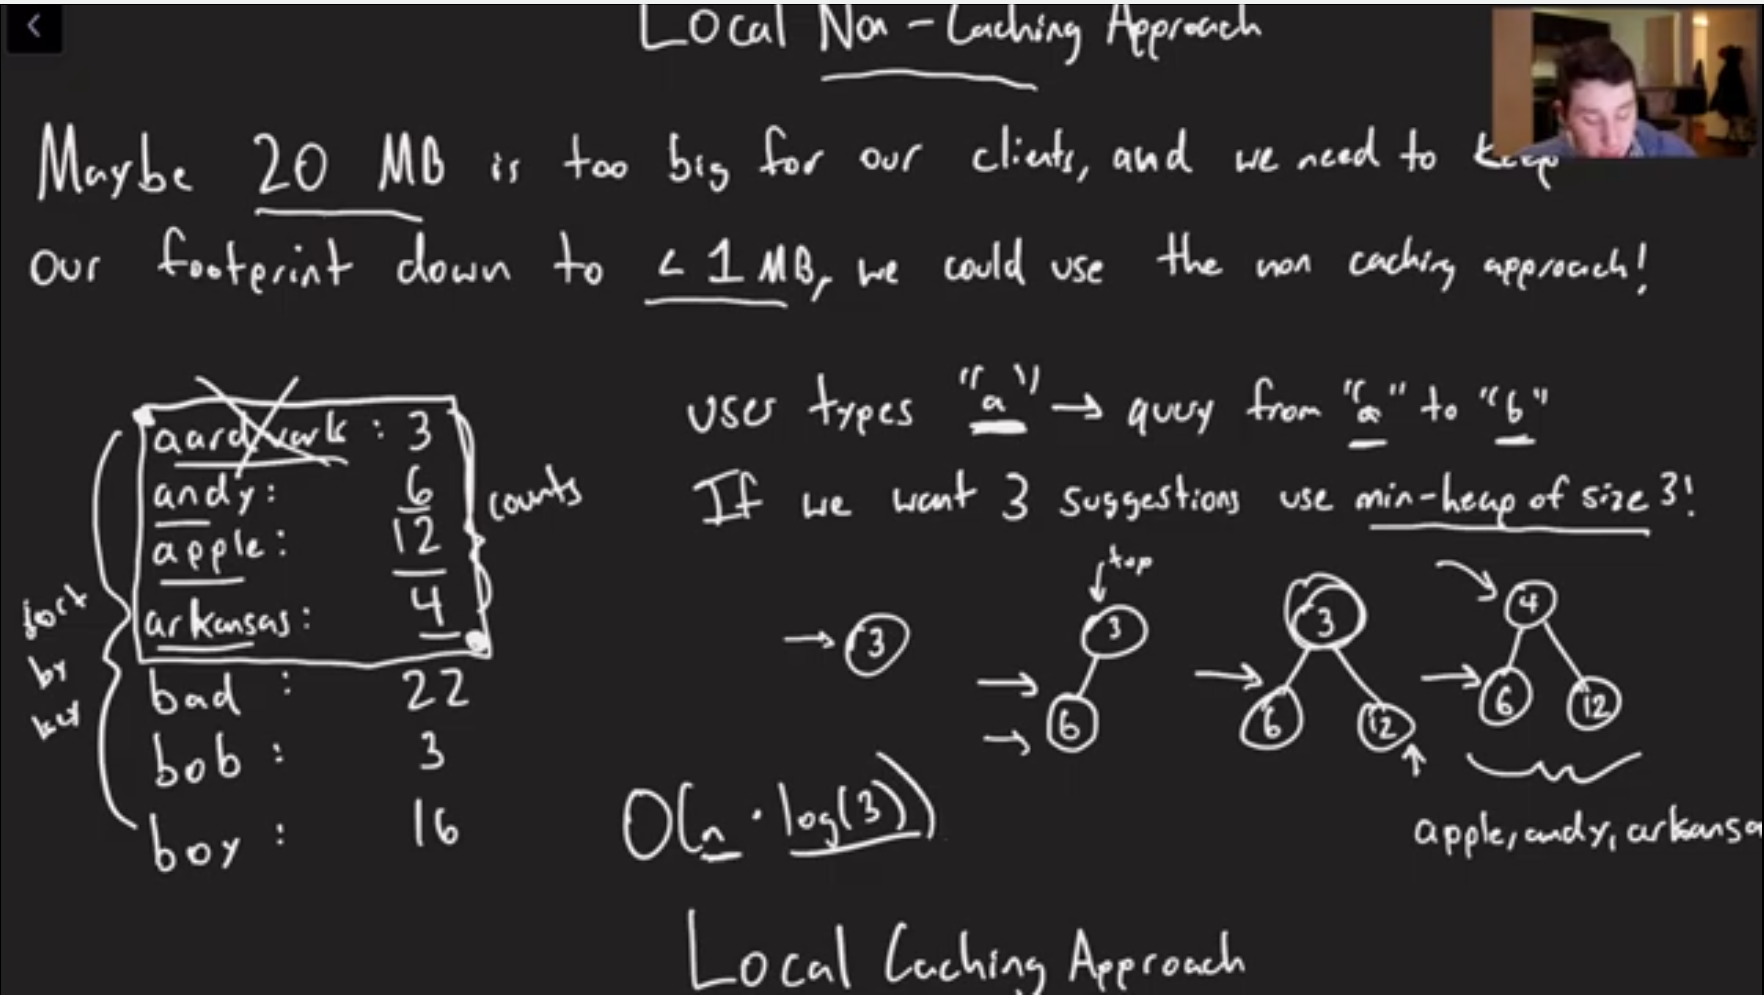 Local Non-Caching Approach
Maybe 20 MB is too big for our clients, and we need to keep
our footprint down to < 1 MB, we could use the non caching approach!
user types "a" → query from "a" to "b"
If we want 3 suggestions use min-heap of size 3!
aardvark : 3
andy: 6
apple: 12
arkansas: 4
bad : 22
bob : 3
boy : 16
counts
sort
by
key
top
3
3
6
3
6
12
4
6
12
apple, andy, arkansa
O(n · log(3))
Local Caching Approach